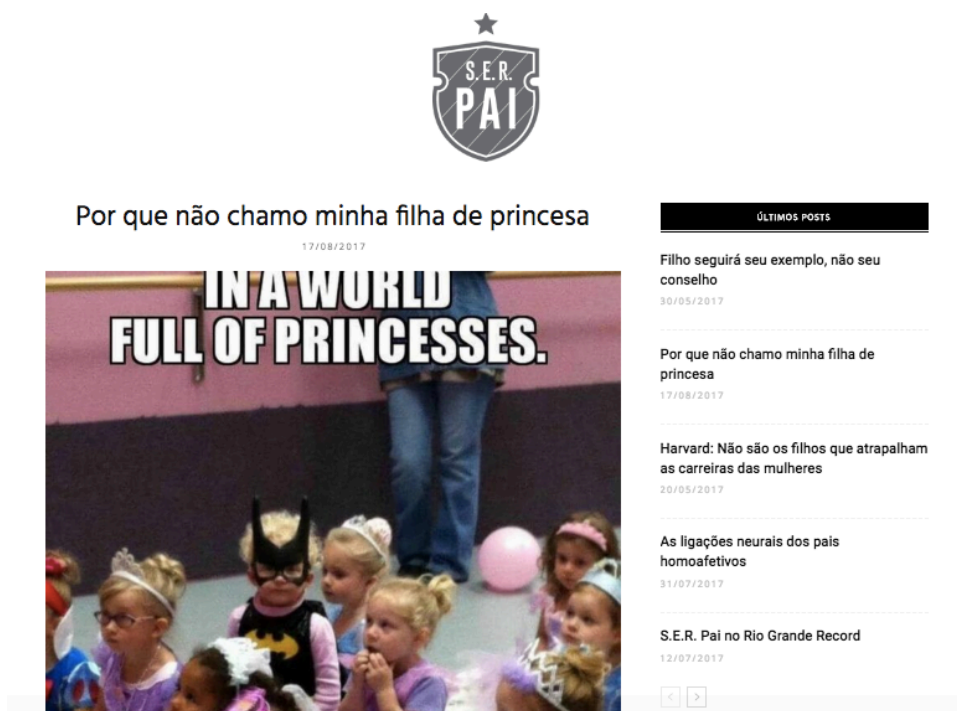 S.E.R.
PAI
Por que não chamo minha filha de princesa
17/08/2017
IN A WORLD
FULL OF PRINCESSES.
ÚLTIMOS POSTS
Filho seguirá seu exemplo, não seu
conselho
30/05/2017
Por que não chamo minha filha de
princesa
17/08/2017
Harvard: Não são os filhos que atrapalham
as carreiras das mulheres
20/05/2017
As ligações neurais dos pais
homoafetivos
31/07/2017
S.E.R. Pai no Rio Grande Record
12/07/2017